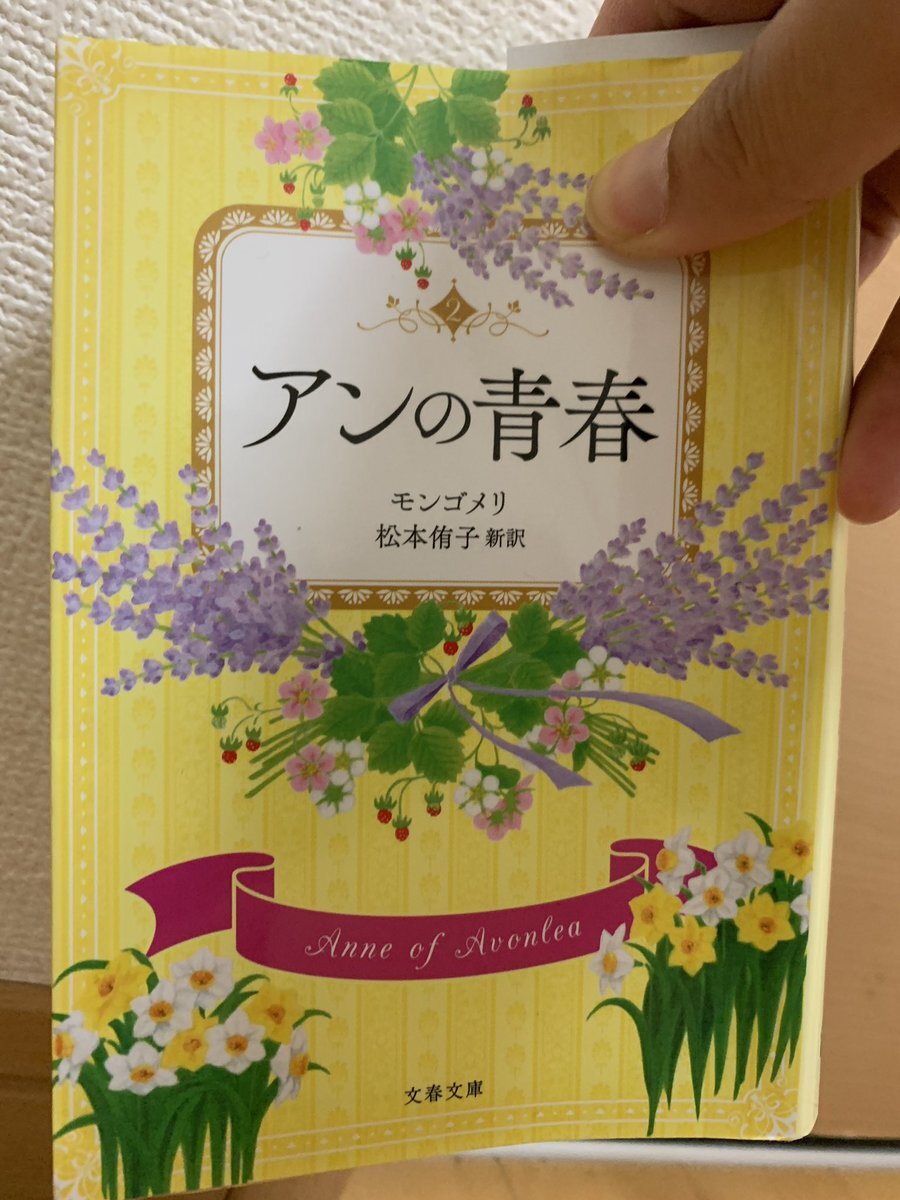 2
アンの青春
モンゴメリ
松本侑子 新訳
Anne of Avonlea
文春文庫